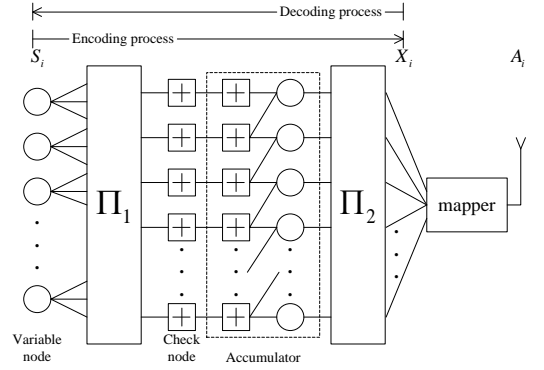 Decoding process
Encoding process
S_i
X_i
A_i
+ + 
+ +
+ +
+ +
+ +
Π_1
Π_2
mapper
Variable node
Check node
Accumulator